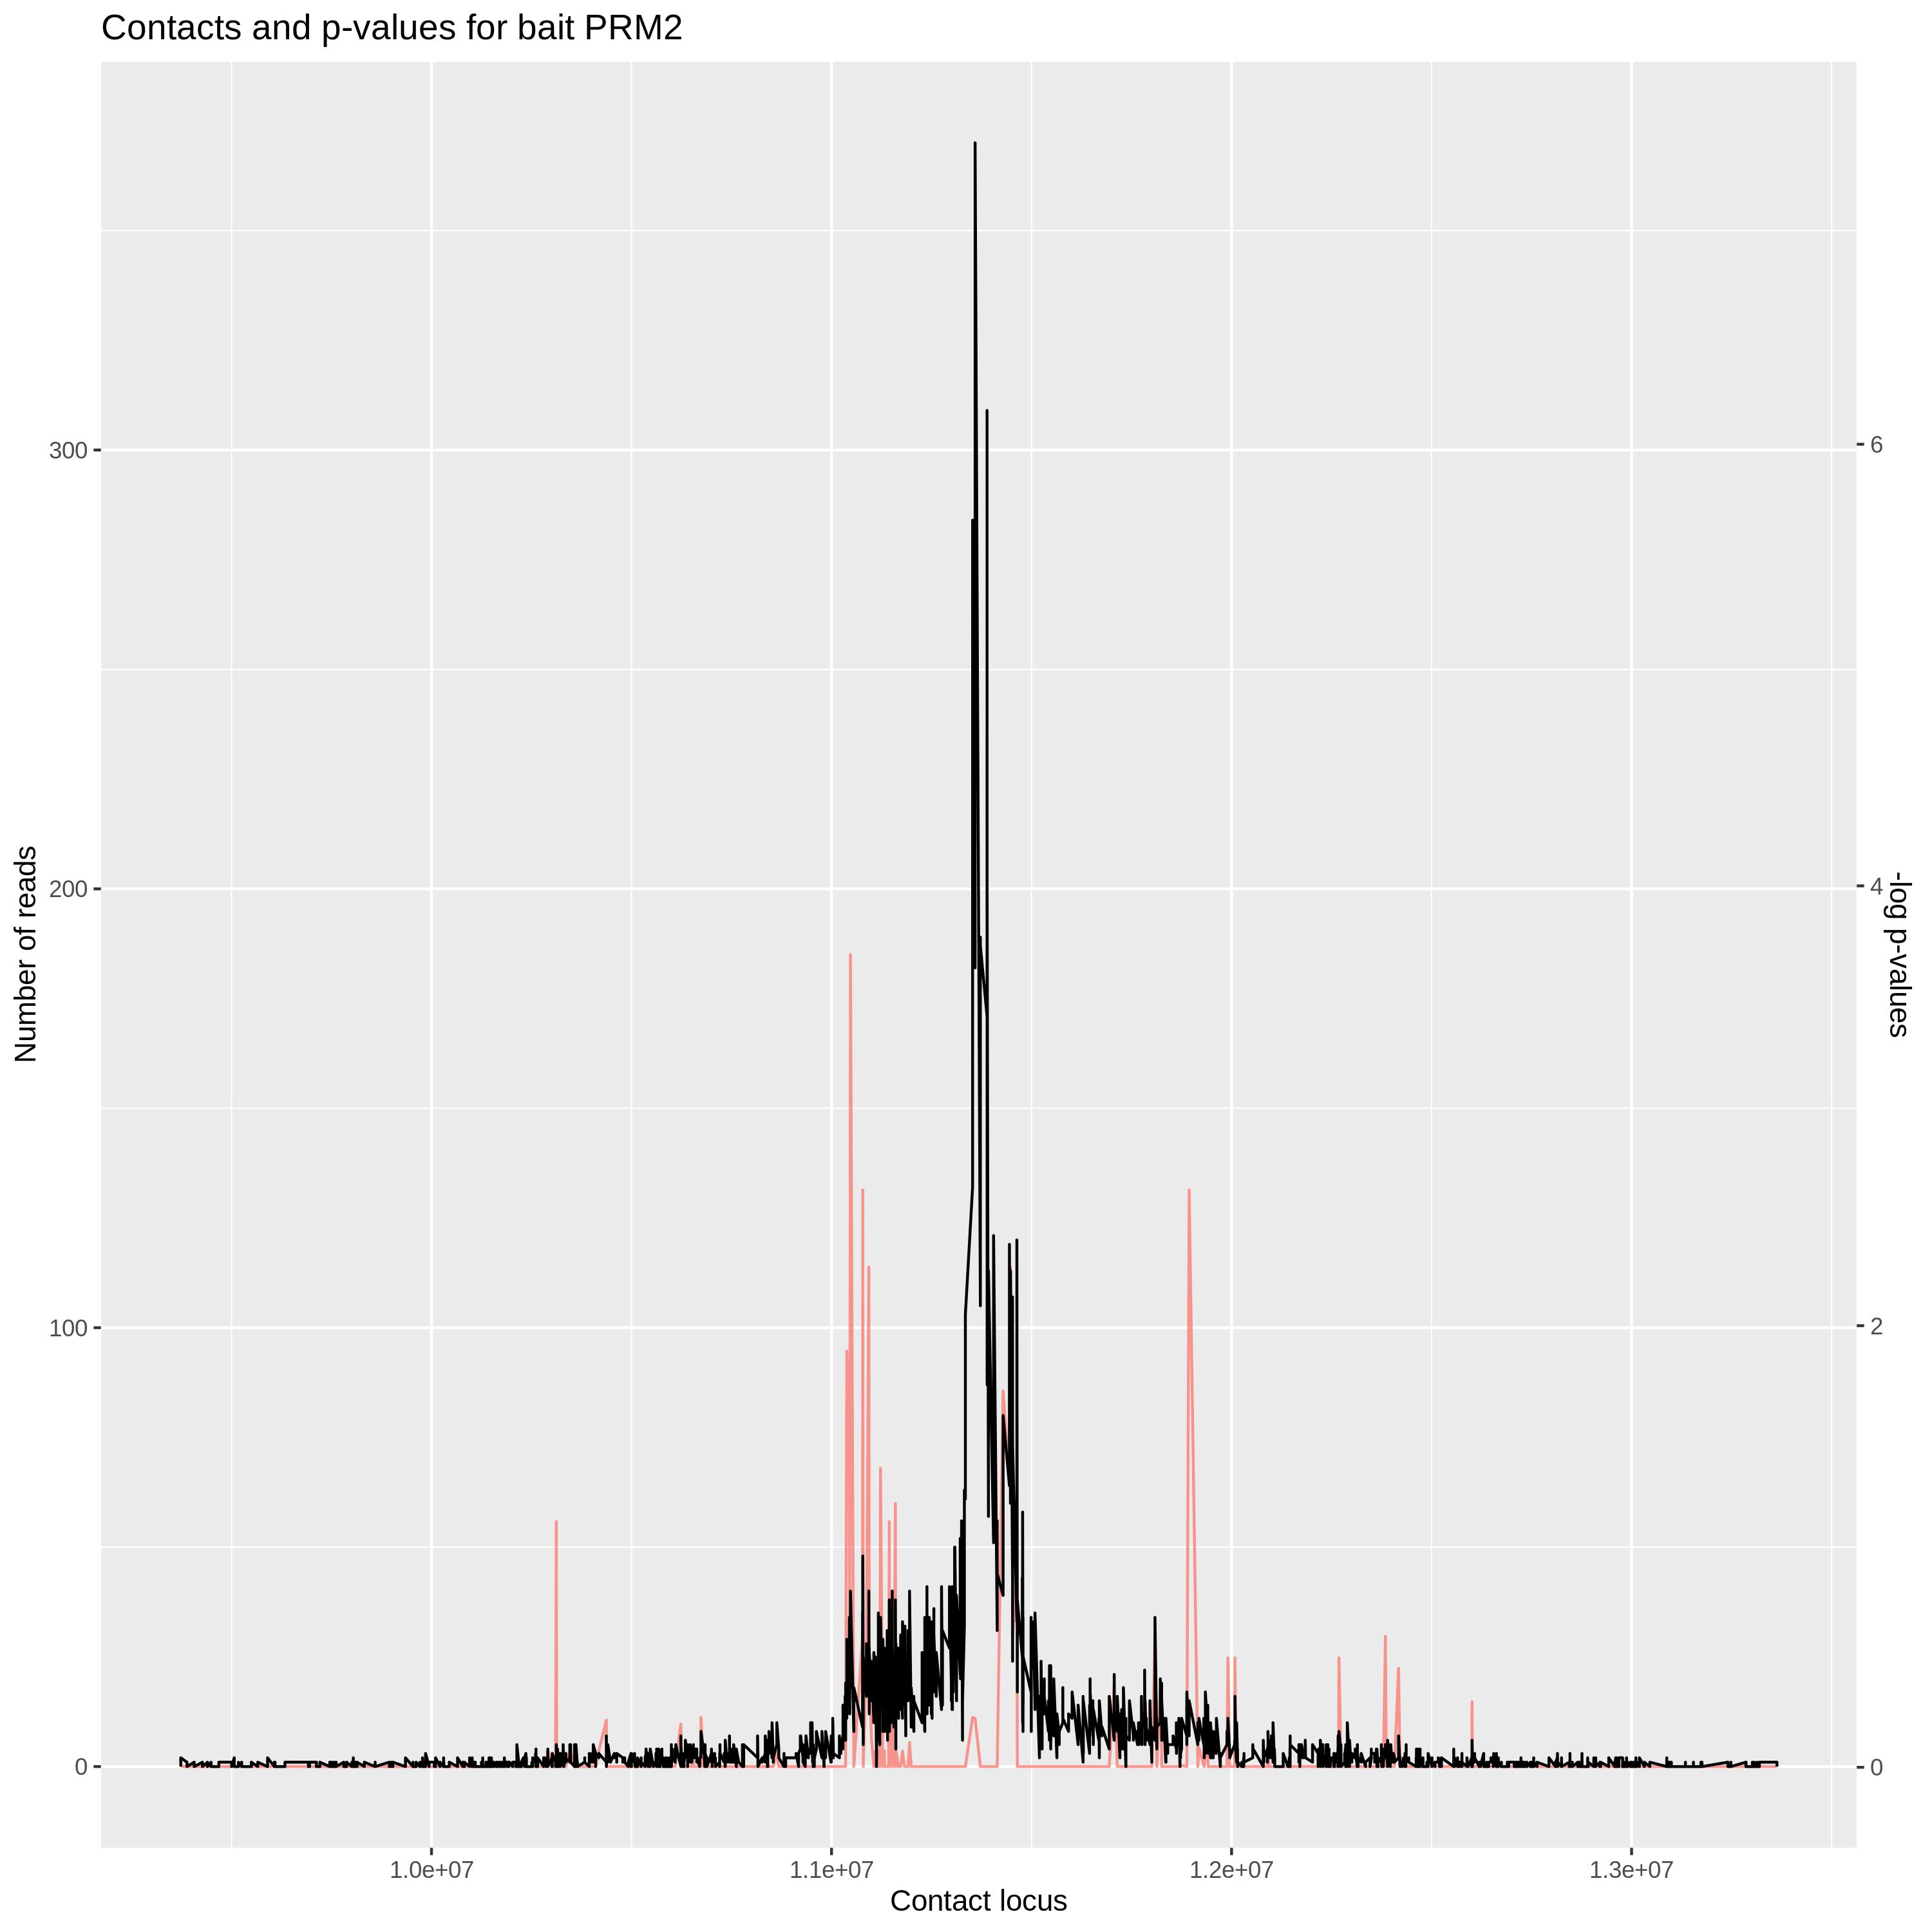 Contacts and p-values for bait PRM2
Number of reads
300
200
100
0
6
4
2
0
-log p-values
1.0e+07 1.1e+07 1.2e+07 1.3e+07
Contact locus